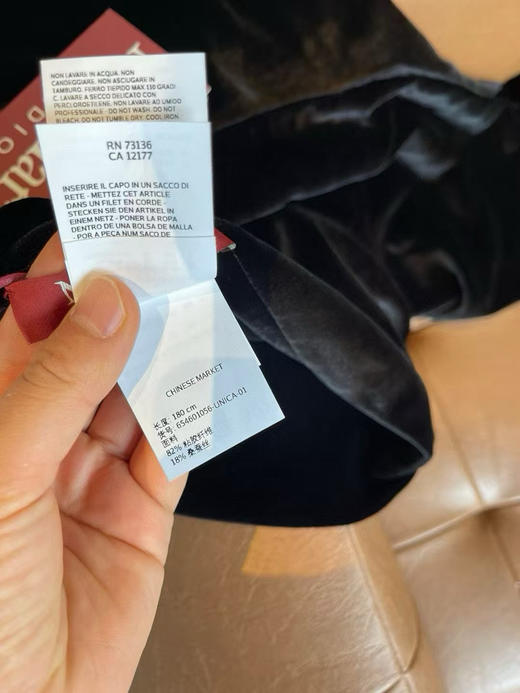 NON LAVARE IN ACQUA. NON
CANDEGGIARE. NON ASCIUGARE IN
TAMBURO. FERRO TIEPIDO MAX 110 GRADI
C. LAVARE A SECCO DELICATO CON
PERCLOROETILENE. NON LAVARE AD UMIDO
PROFESSIONALE - DO NOT WASH. DO NOT
BLEACH. DO NOT TUMBLE DRY. COOL IRON
RN 73136
CA 12177
INSERIRE IL CAPO IN UN SACCO DI
RETE - METTEZ CET ARTICLE
DANS UN FILET EN CORDE -
STECKEN SIE DEN ARTIKEL IN
EINEM NETZ - PONER LA ROPA
DENTRO DE UNA BOLSA DE MALLA
- POR A PEÇA NUM SACO DE
CHINESE MARKET
长度: 180 cm
货号: 654601056-UNICA-01
面料
82% 粘胶纤维
18% 桑蚕丝